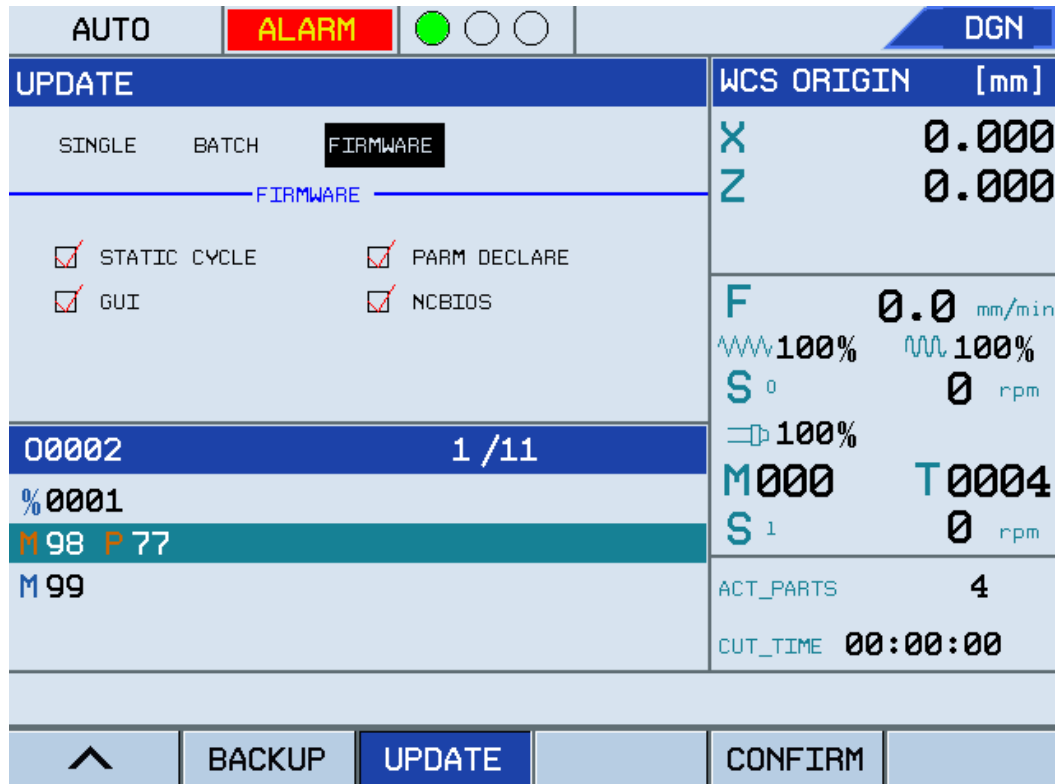 AUTO ALARM DGN
UPDATE
SINGLE BATCH FIRMWARE
FIRMWARE
STATIC CYCLE PARM DECLARE
GUI NCBIOS
O0002 1/11
%0001
M98 P77
M99
WCS ORIGIN [mm]
X 0.000
Z 0.000
F 0.0 mm/min
100% 100%
S 0 0 rpm
100%
M000 T0004
S 1 0 rpm
ACT_PARTS 4
CUT_TIME 00:00:00
BACKUP UPDATE CONFIRM